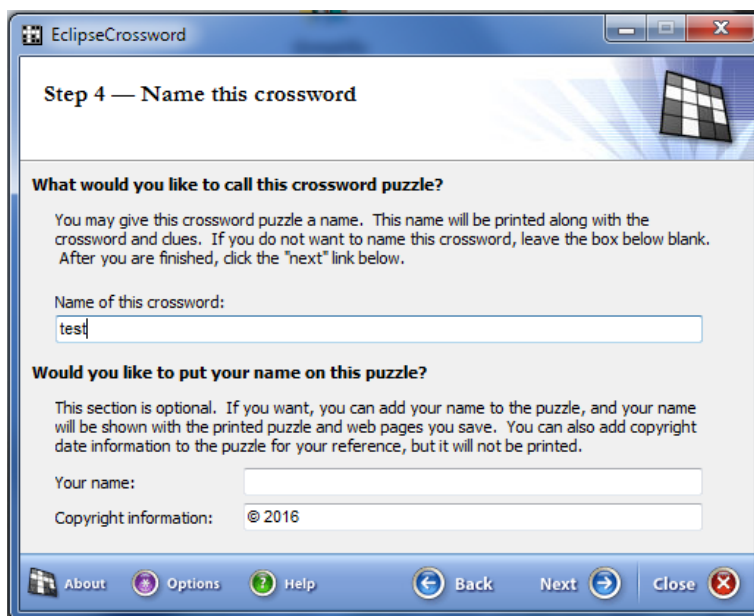 EclipseCrossword
Step 4 — Name this crossword
What would you like to call this crossword puzzle?
You may give this crossword puzzle a name. This name will be printed along with the
crossword and clues. If you do not want to name this crossword, leave the box below blank.
After you are finished, click the "next" link below.
Name of this crossword:
test
Would you like to put your name on this puzzle?
This section is optional. If you want, you can add your name to the puzzle, and your name
will be shown with the printed puzzle and web pages you save. You can also add copyright
date information to the puzzle for your reference, but it will not be printed.
Your name:
Copyright information: © 2016
About Options ? Help Back Next Close